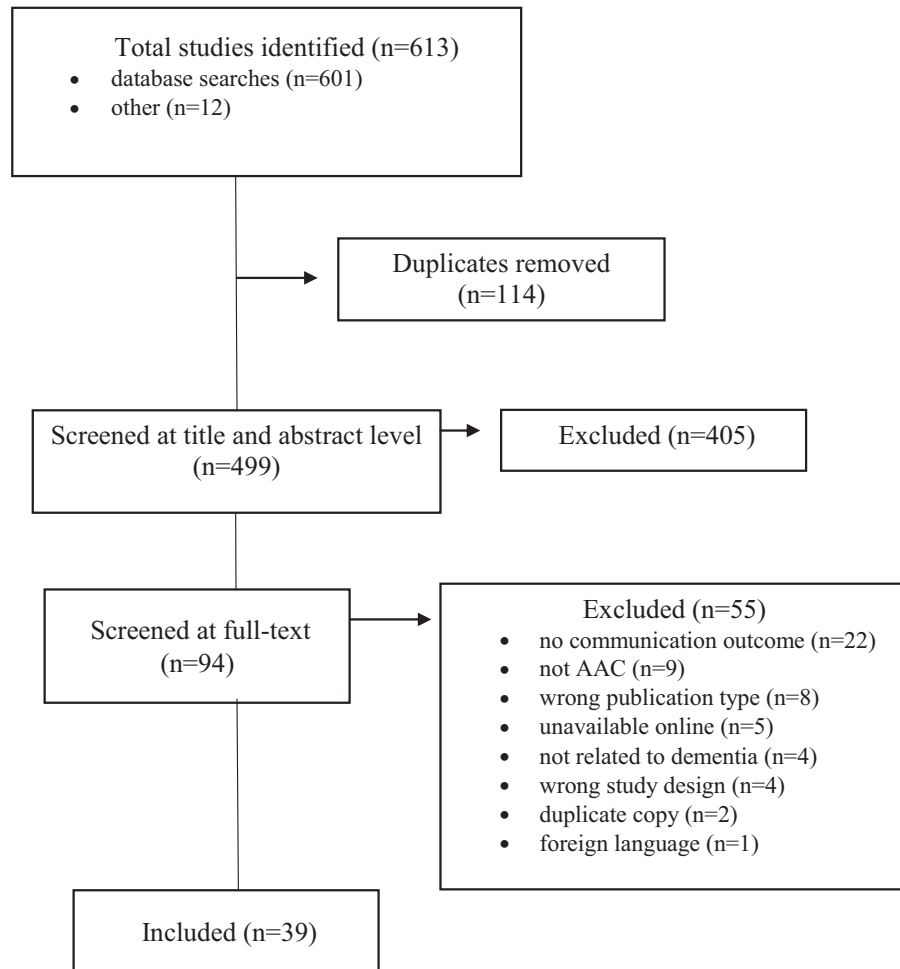 Total studies identified (n=613)
• database searches (n=601)
• other (n=12)
Duplicates removed
(n=114)
Screened at title and abstract level
(n=499)
Excluded (n=405)
Screened at full-text
(n=94)
Excluded (n=55)
• no communication outcome (n=22)
• not AAC (n=9)
• wrong publication type (n=8)
• unavailable online (n=5)
• not related to dementia (n=4)
• wrong study design (n=4)
• duplicate copy (n=2)
• foreign language (n=1)
Included (n=39)